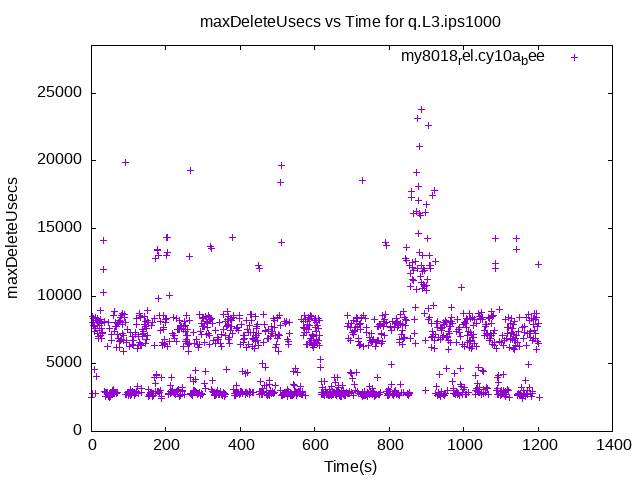 maxDeleteUsecs vs Time for q.L3.ips1000
my8018rel.cy10abee
25000
20000
15000
10000
5000
0
maxDeleteUsecs
0 200 400 600 800 1000 1200 1400
Time(s)